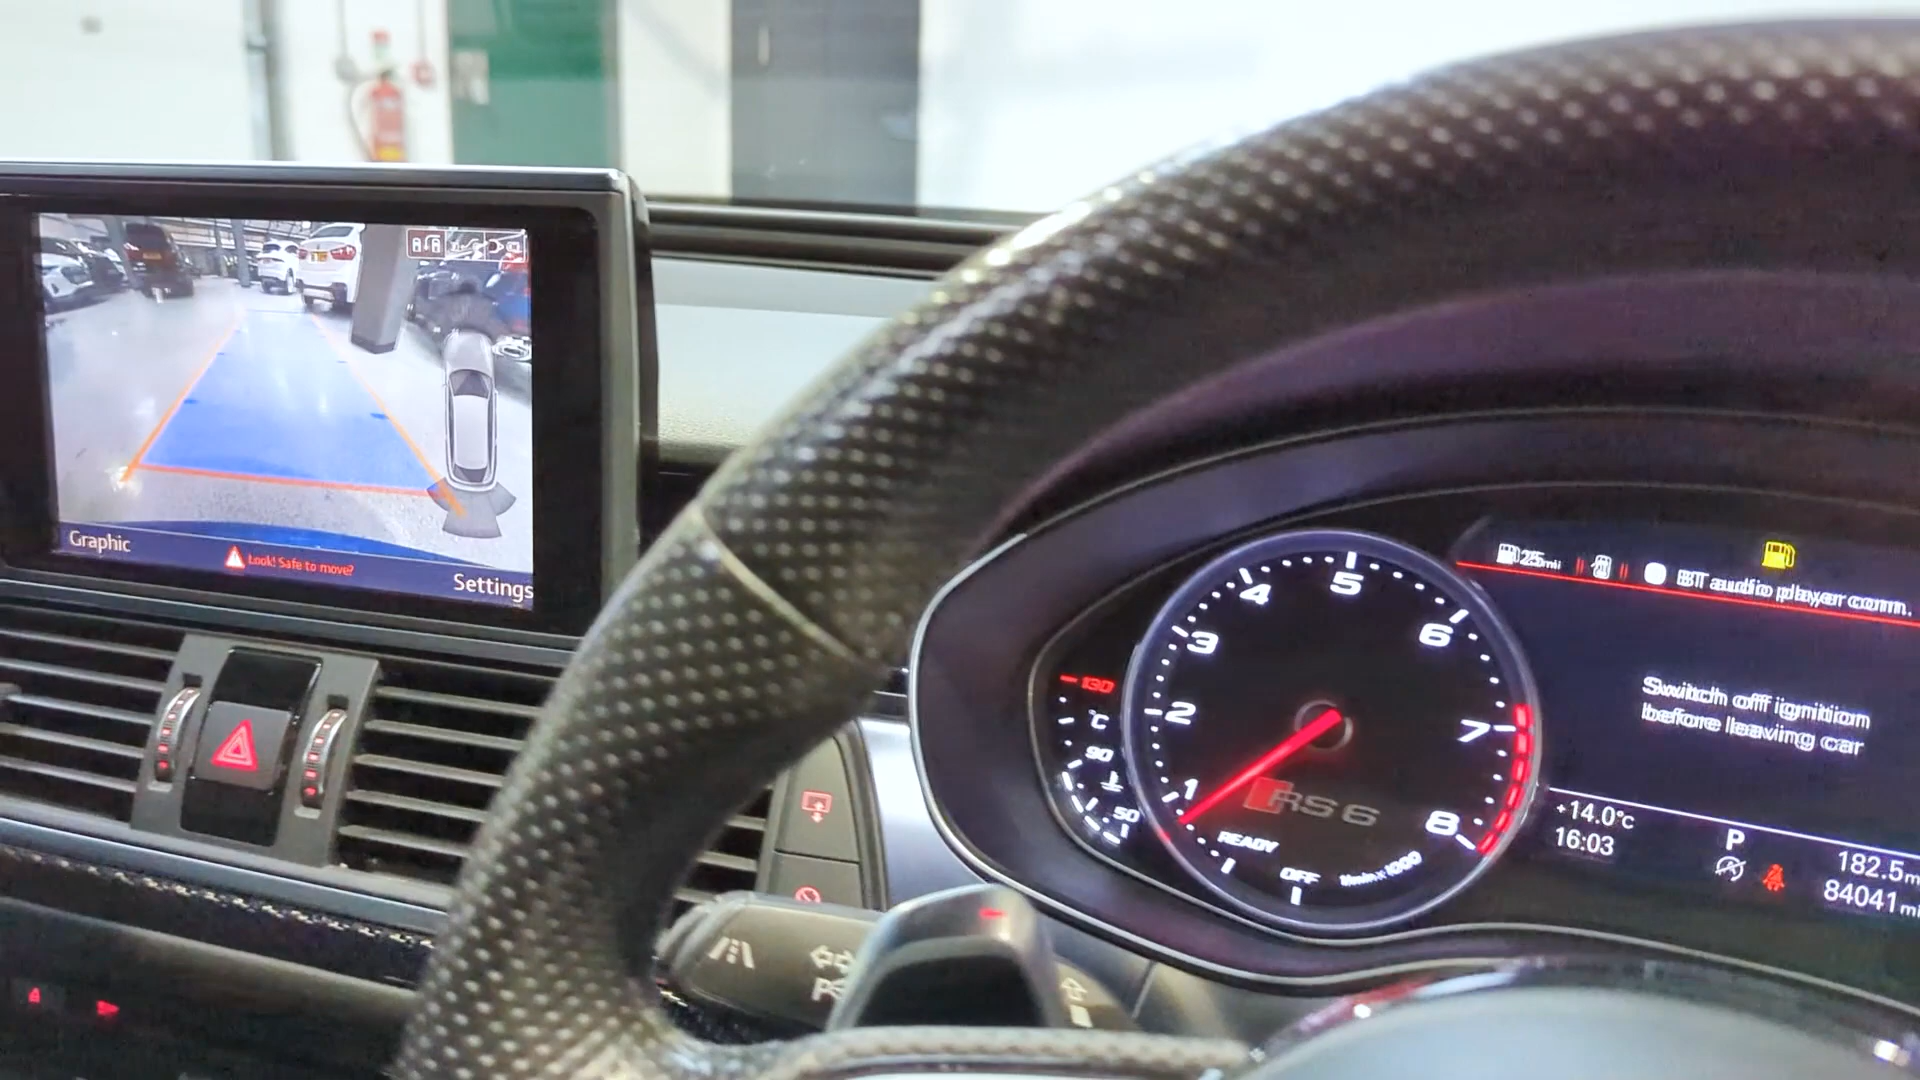 Graphic
Look! Safe to move?
Settings
130
°C
90
50
1
2
3
4
5
6
7
8
RS6
READY
OFF
1/min x 1000
25mi
BT audio player conn.
Switch off ignition
before leaving car
+14.0°C
16:03
P
182.5m
84041mi